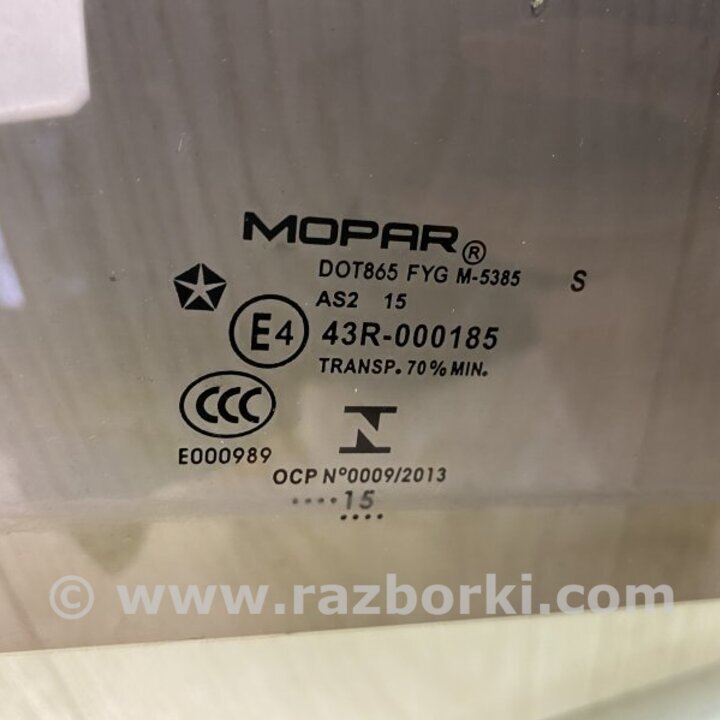 MOPAR®
DOT865 FYG M-5385 S
AS2 15
E4 43R-000185
TRANSP. 70% MIN.
CCC
E000989
N
OCP N°0009/2013
····15
····
© www.razborki.com